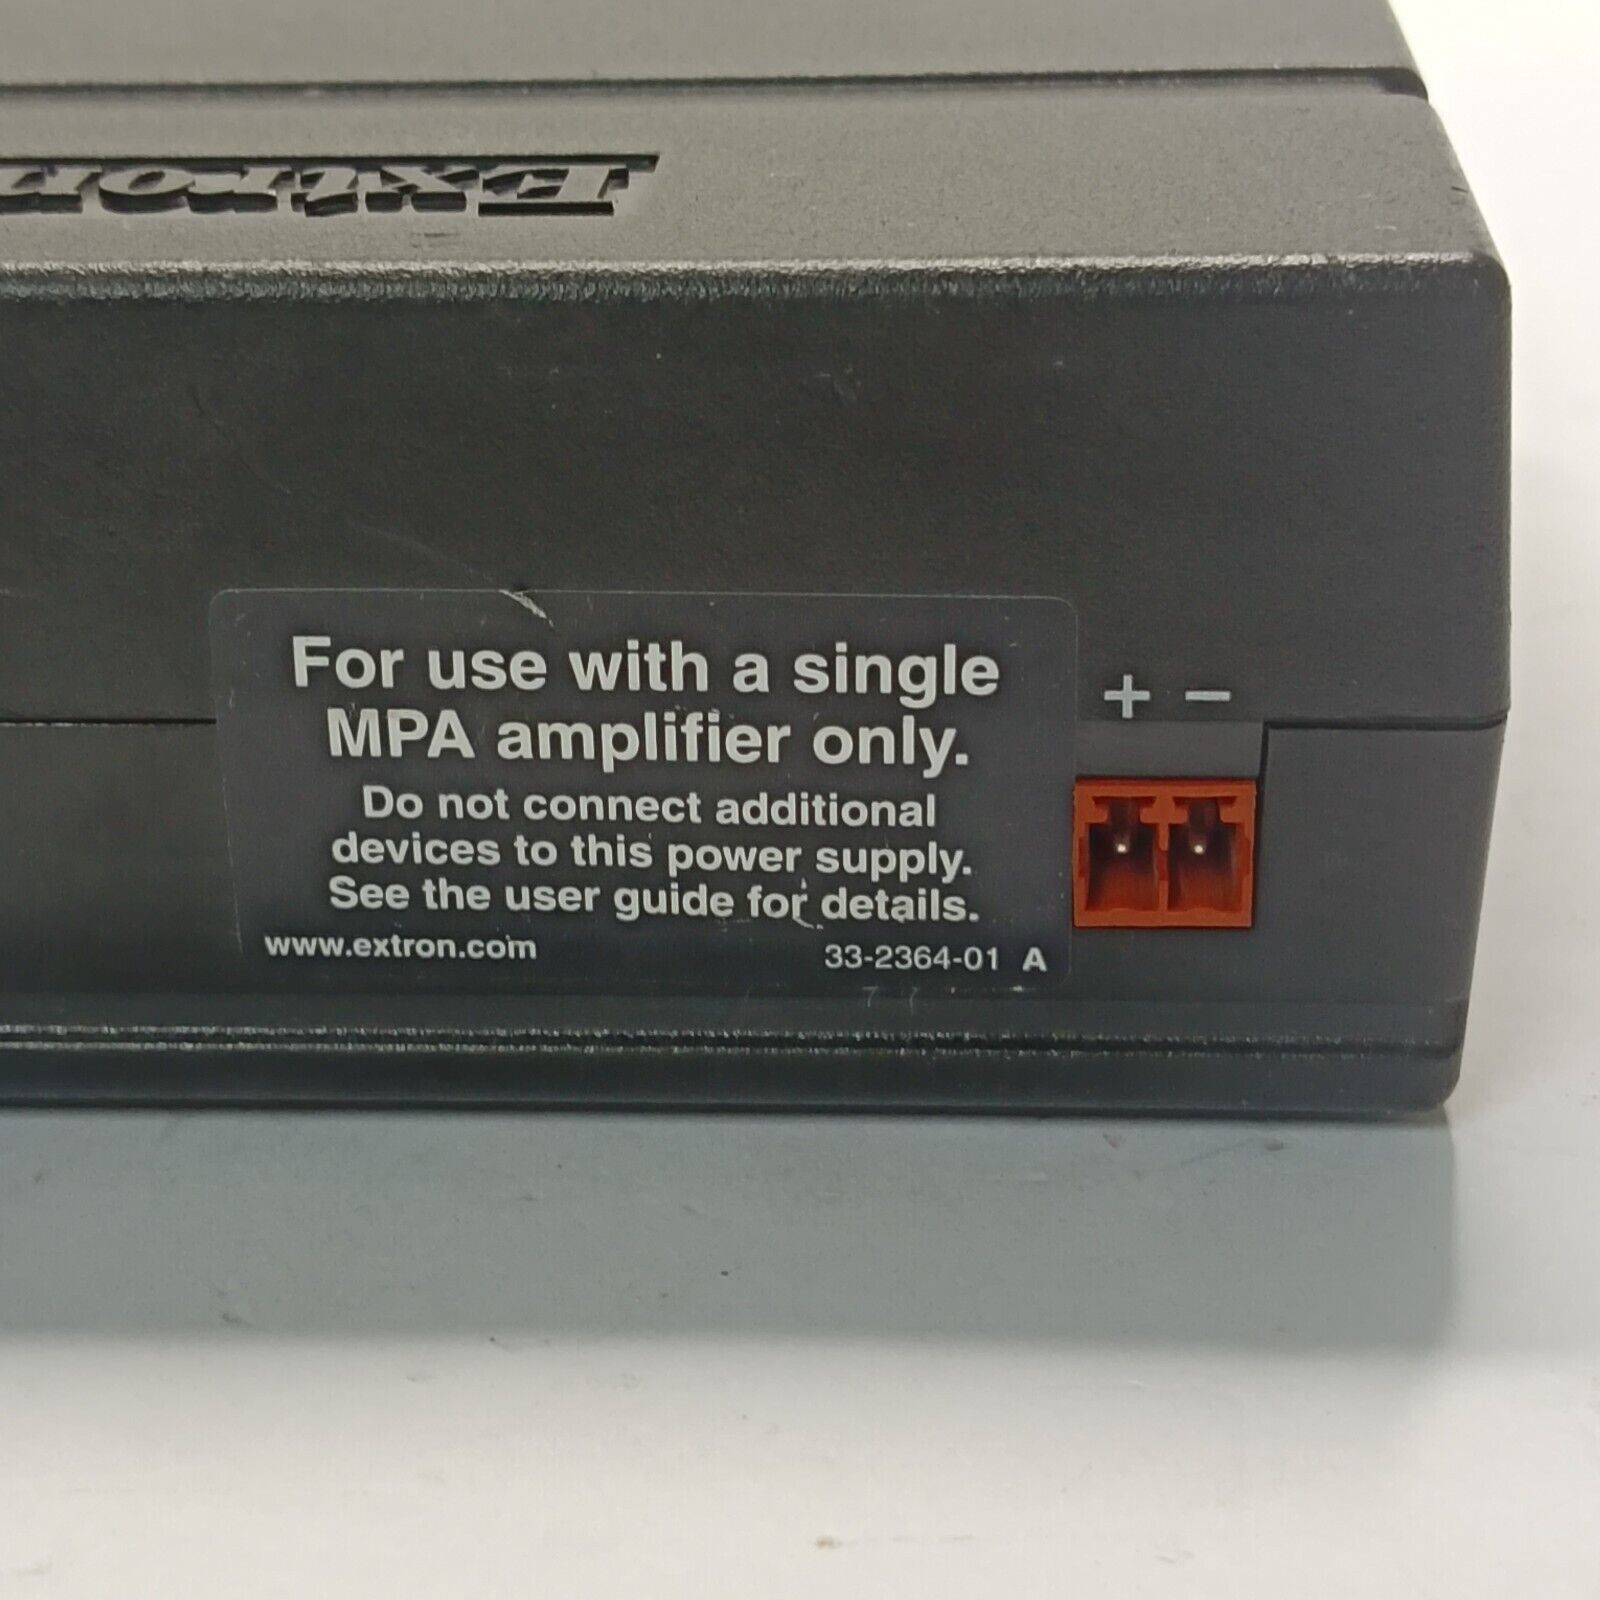 Extron
For use with a single
MPA amplifier only.
Do not connect additional
devices to this power supply.
See the user guide for details.
www.extron.com 33-2364-01 A
+ −